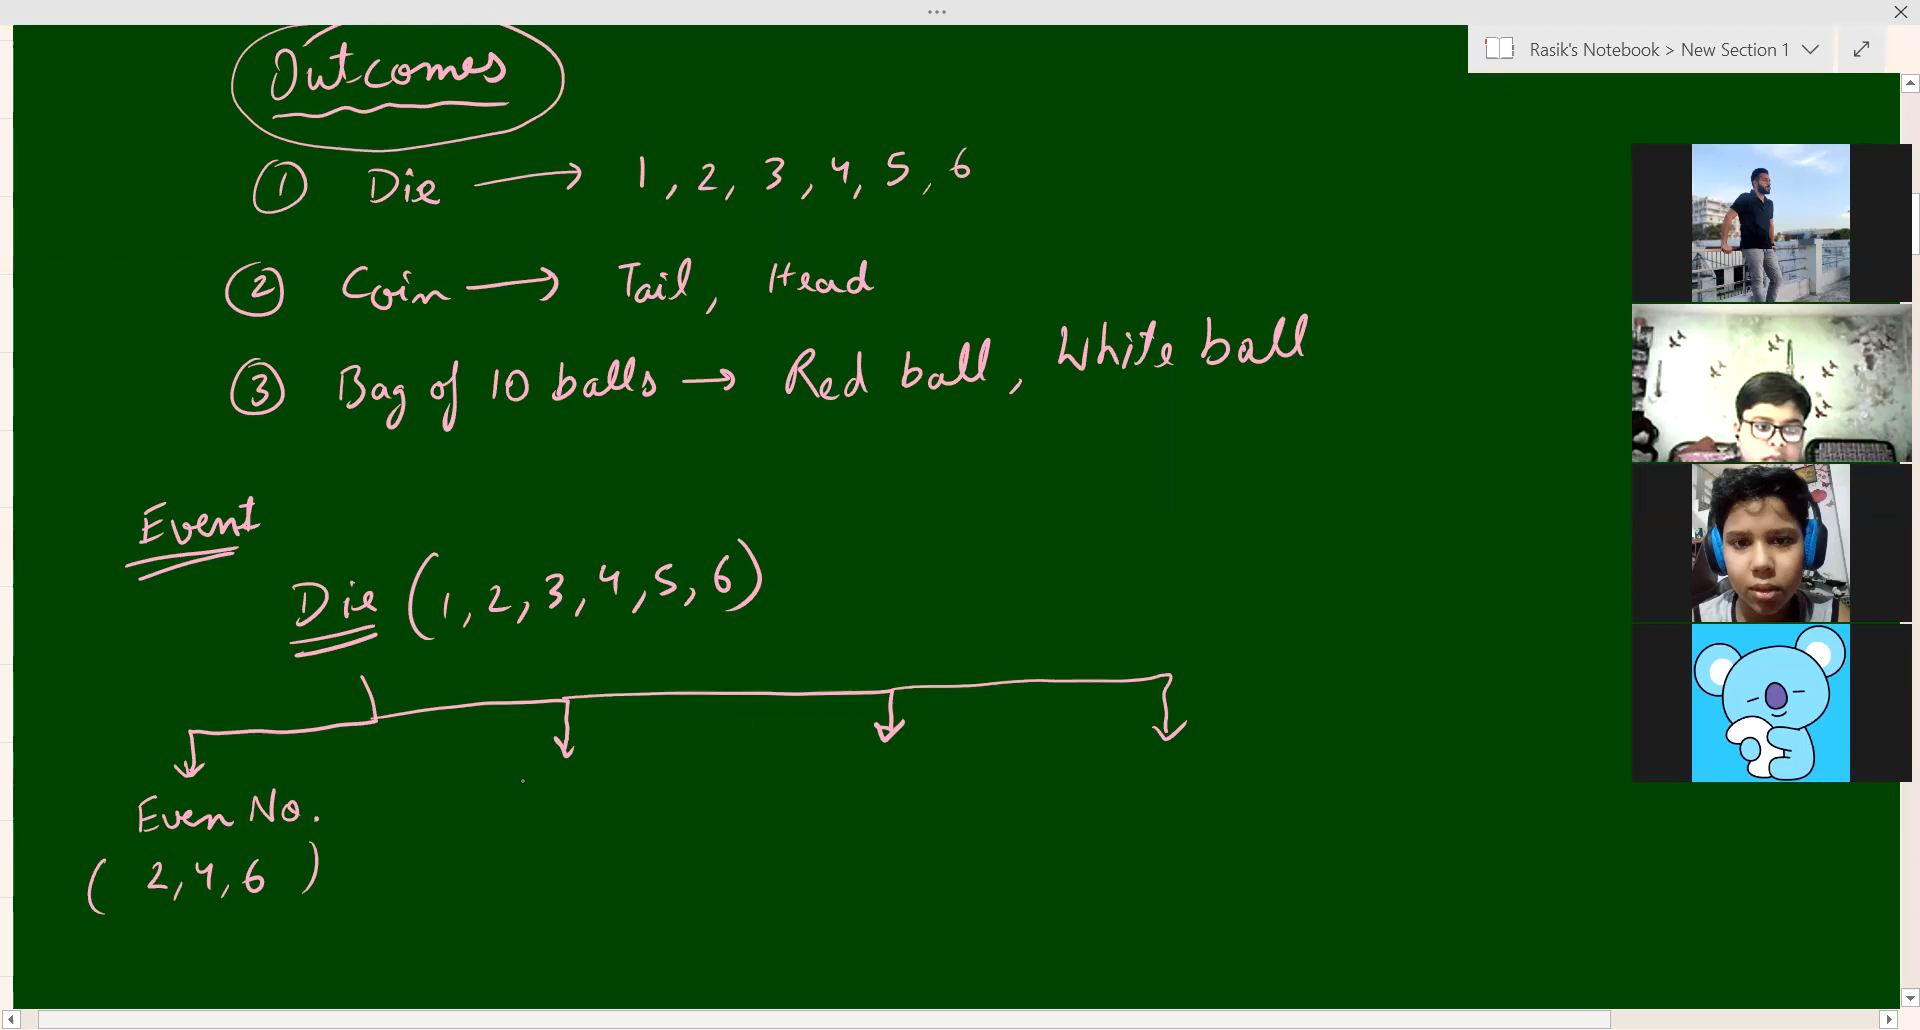 Rasik's Notebook > New Section 1
Outcomes
① Die → 1, 2, 3, 4, 5, 6
② Coin → Tail, Head
③ Bag of 10 balls → Red ball, White ball
Event
Die (1, 2, 3, 4, 5, 6)
Even No.
( 2, 4, 6 )